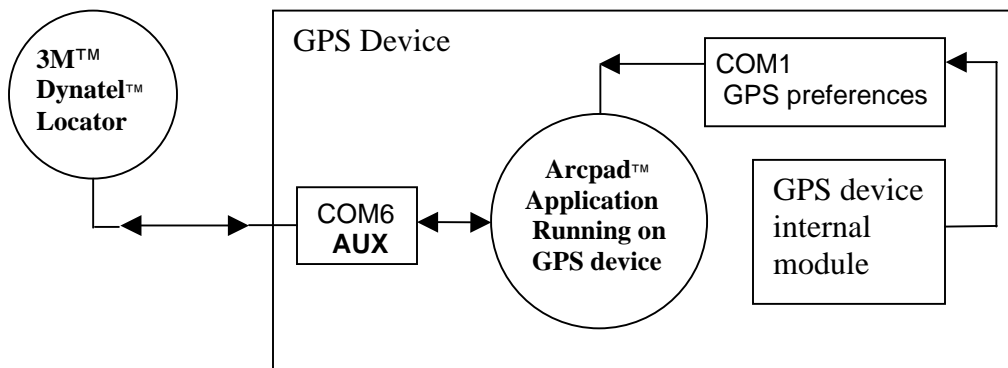 3M™
Dynatel™
Locator
GPS Device
COM1
GPS preferences
COM6
AUX
Arcpad™
Application
Running on
GPS device
GPS device
internal
module